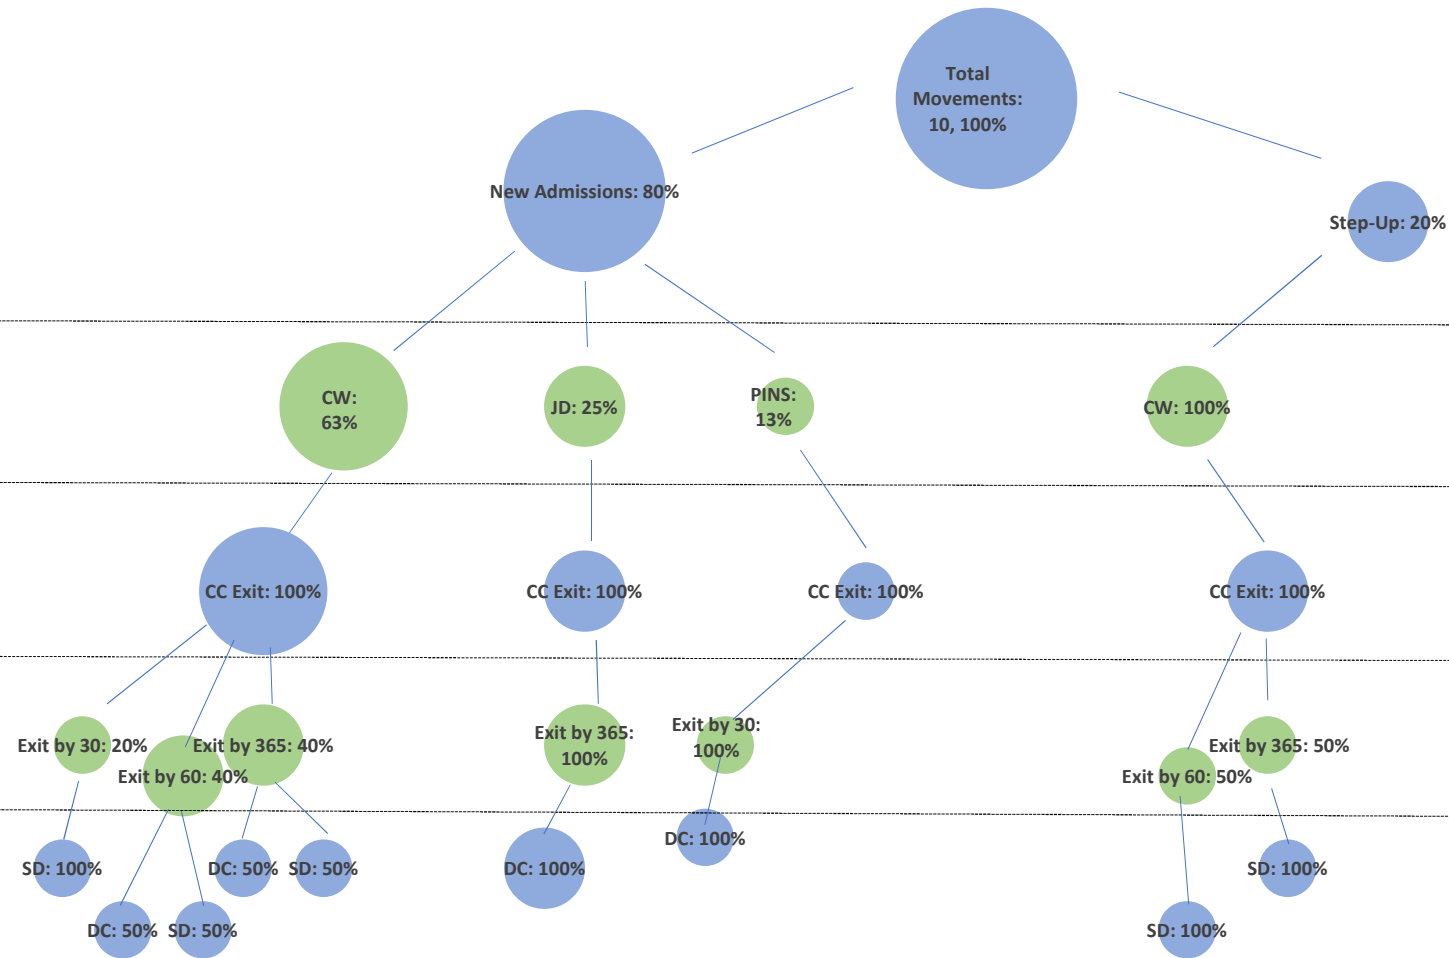 Total
Movements:
10, 100%
New Admissions: 80%
Step-Up: 20%
CW:
63%
JD: 25%
PINS:
13%
CW: 100%
CC Exit: 100%
CC Exit: 100%
CC Exit: 100%
CC Exit: 100%
Exit by 30: 20%
Exit by 60: 40%
Exit by 365: 40%
Exit by 365:
100%
Exit by 30:
100%
Exit by 60: 50%
Exit by 365: 50%
SD: 100%
DC: 50%
SD: 50%
DC: 50%
SD: 50%
DC: 100%
DC: 100%
SD: 100%
SD: 100%